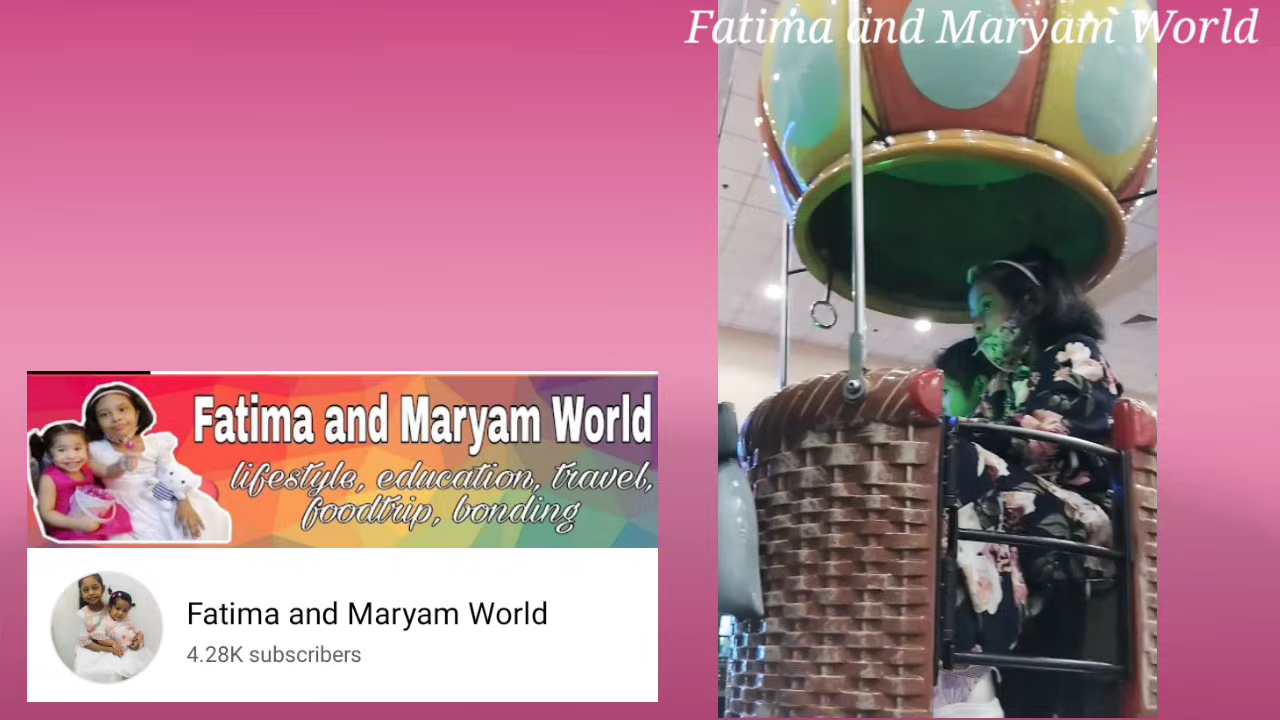 Fatima and Maryam World
Fatima and Maryam World
lifestyle, education, travel,
foodtrip, bonding
Fatima and Maryam World
4.28K subscribers